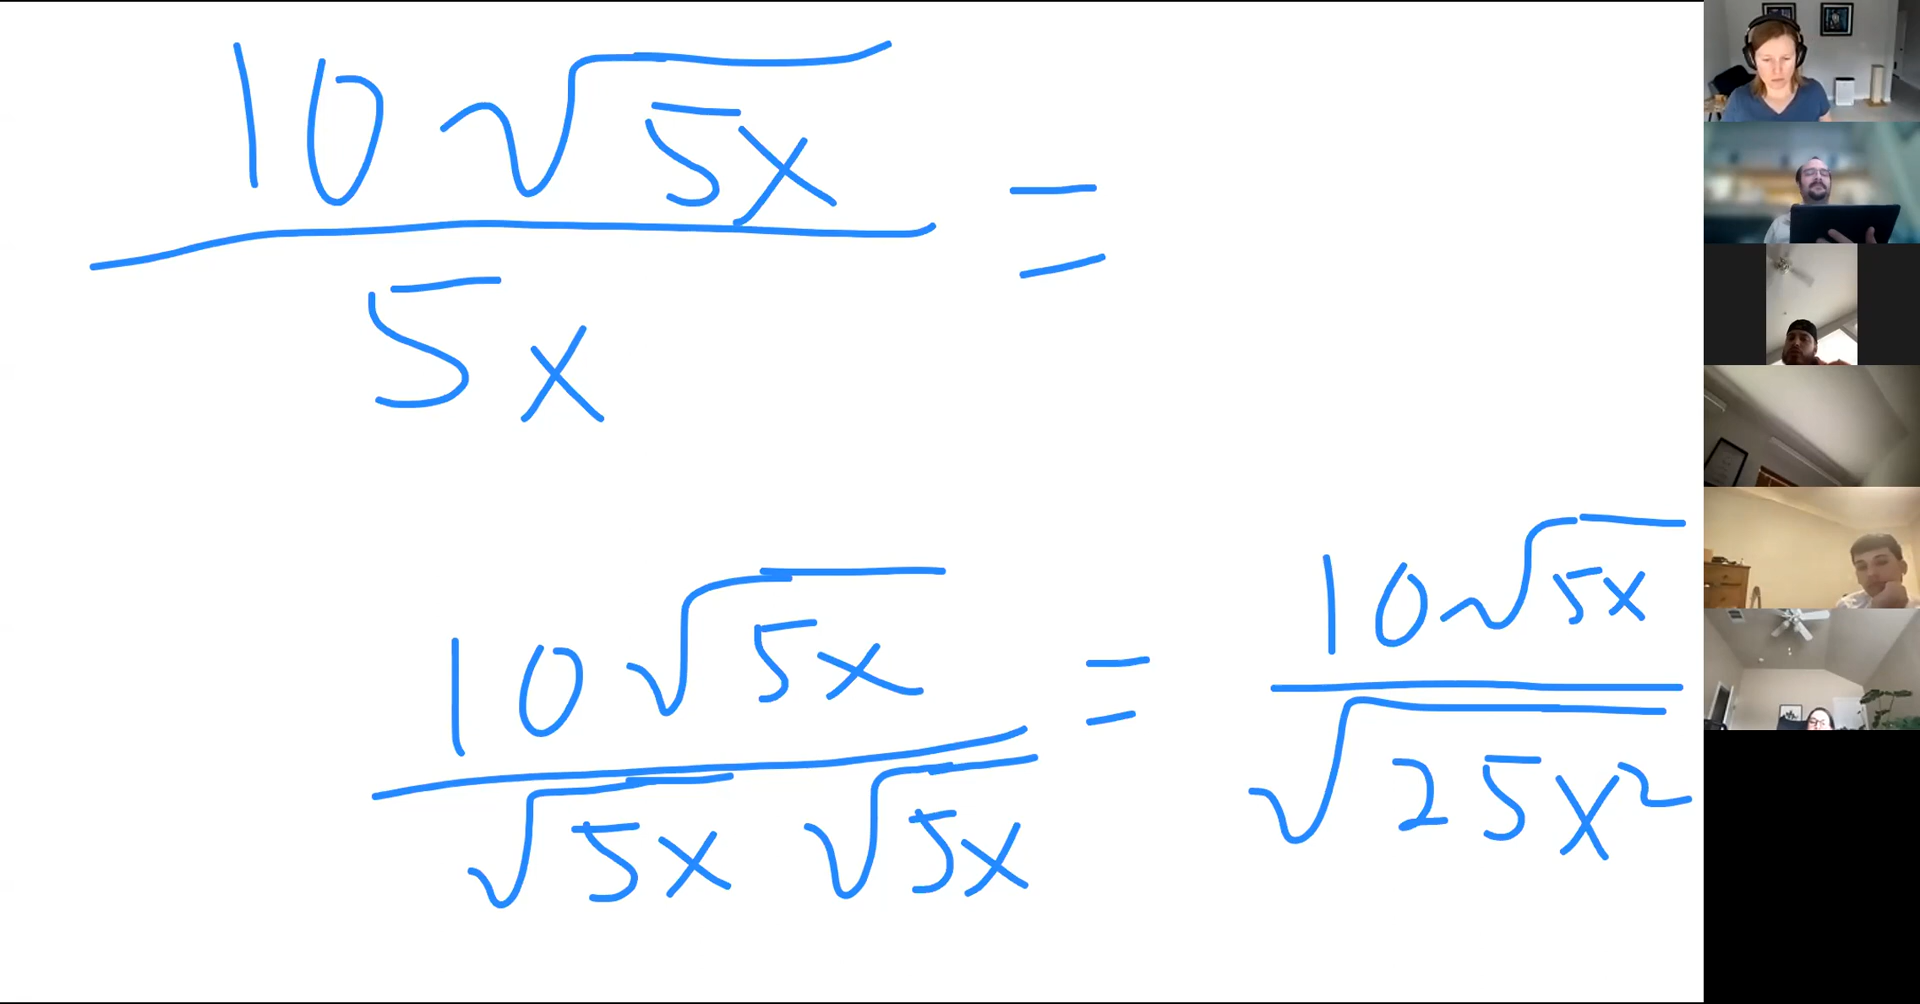 10√5x / 5x =
10√5x / √5x √5x = 10√5x / √25x²